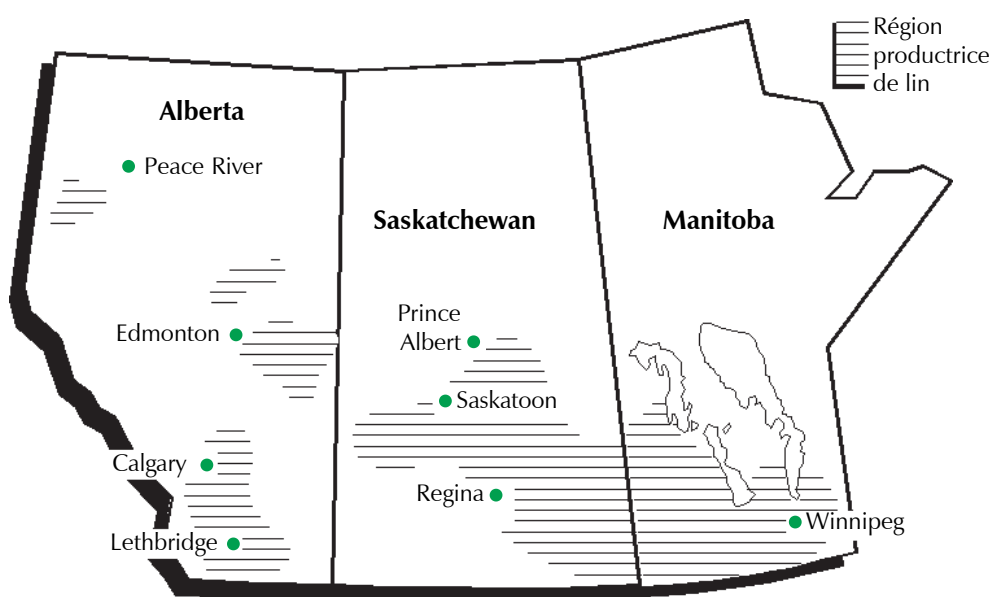 Région
productrice
de lin
Alberta
Peace River
Saskatchewan
Manitoba
Prince
Albert
Edmonton
Saskatoon
Calgary
Regina
Winnipeg
Lethbridge